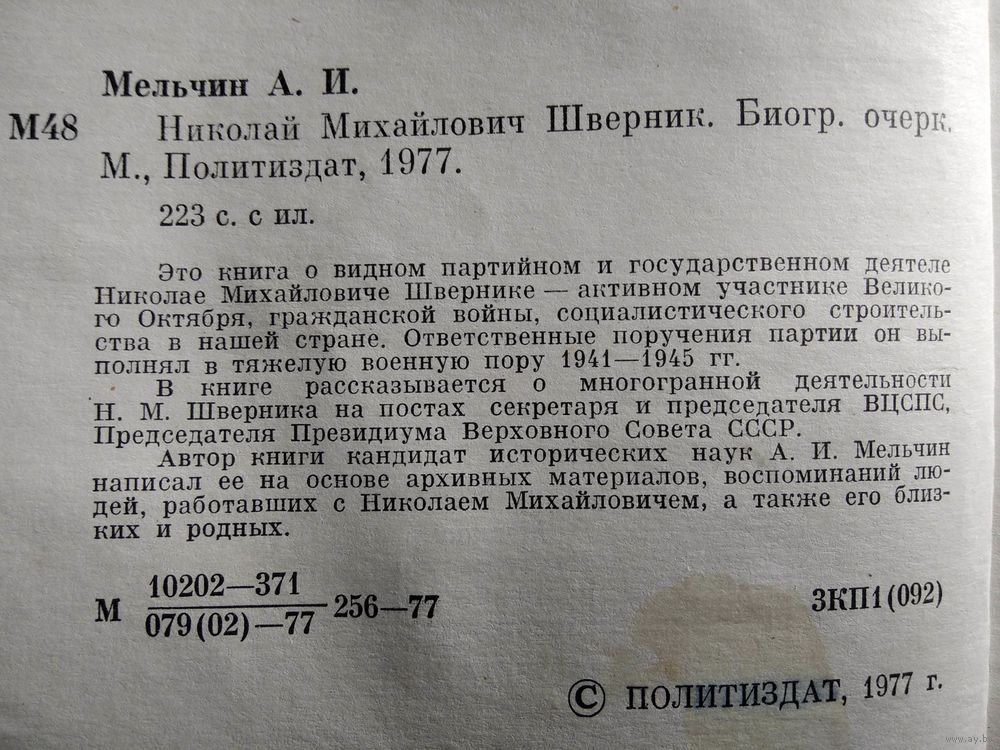 Мельчин А. И.
М48 Николай Михайлович Шверник. Биогр. очерк.
М., Политиздат, 1977.
223 с. с ил.
Это книга о видном партийном и государственном деятеле
Николае Михайловиче Швернике — активном участнике Велико-
го Октября, гражданской войны, социалистического строитель-
ства в нашей стране. Ответственные поручения партии он вы-
полнял в тяжелую военную пору 1941—1945 гг.
В книге рассказывается о многогранной деятельности
Н. М. Шверника на постах секретаря и председателя ВЦСПС,
Председателя Президиума Верховного Совета СССР.
Автор книги кандидат исторических наук А. И. Мельчин
написал ее на основе архивных материалов, воспоминаний лю-
дей, работавших с Николаем Михайловичем, а также его близ-
ких и родных.
10202—371
М 256—77 3КП1(092)
079(02)—77
© ПОЛИТИЗДАТ, 1977 г.